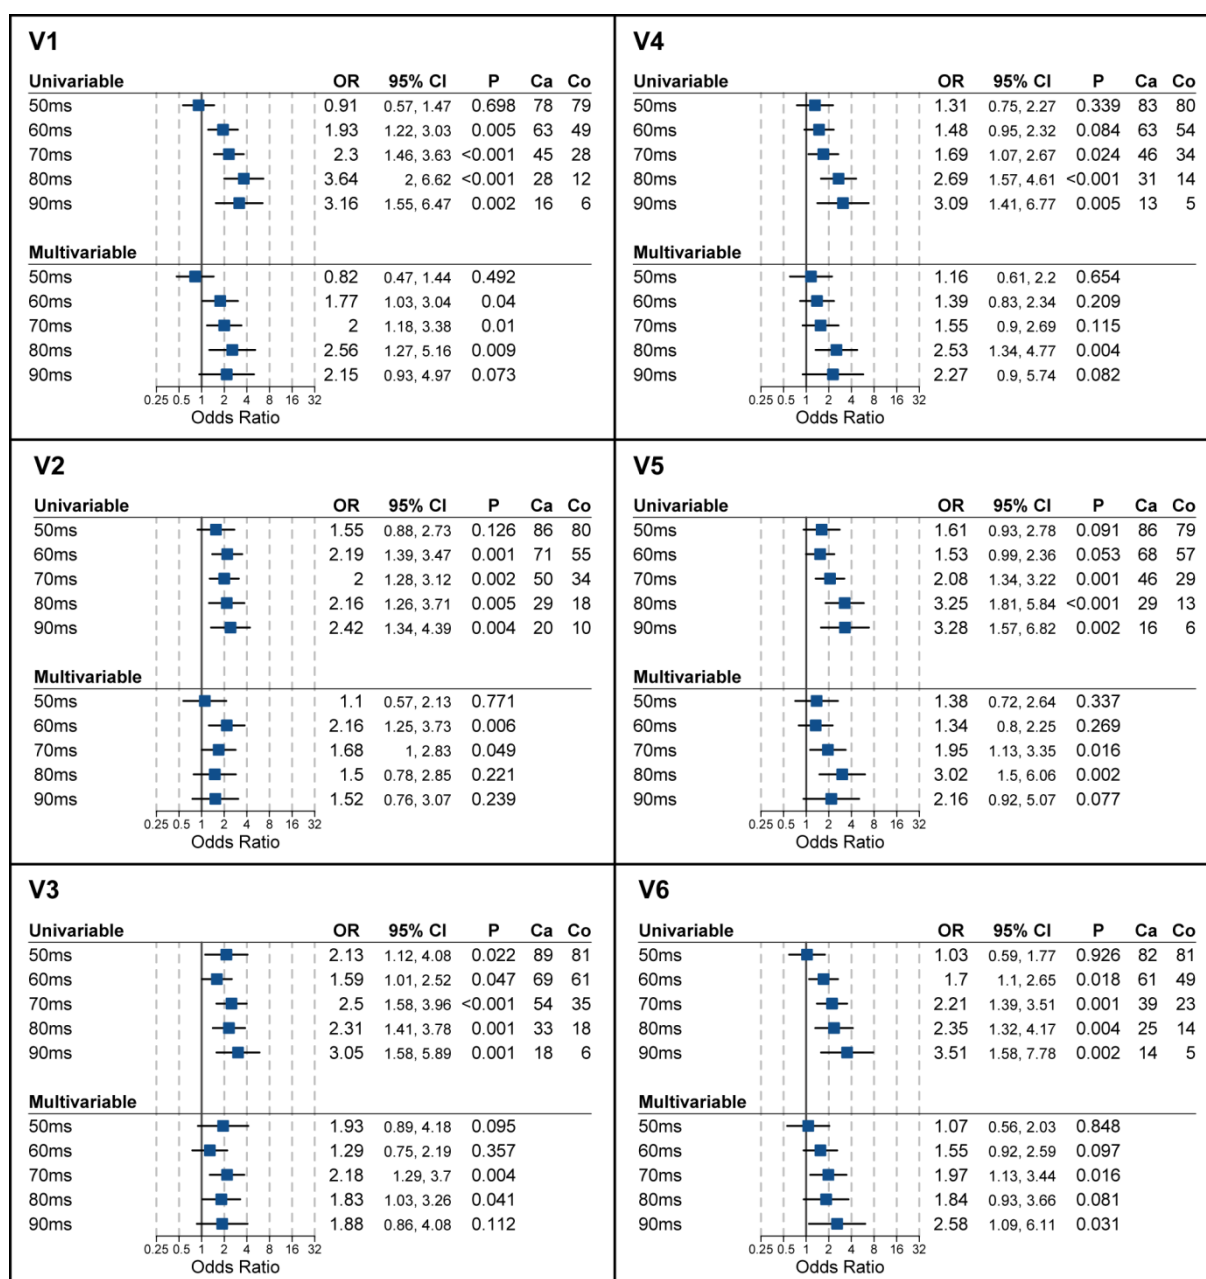 V1
Univariable OR 95% CI P Ca Co
50ms 0.91 0.57, 1.47 0.698 78 79
60ms 1.93 1.22, 3.03 0.005 63 49
70ms 2.3 1.46, 3.63 <0.001 45 28
80ms 3.64 2, 6.62 <0.001 28 12
90ms 3.16 1.55, 6.47 0.002 16 6
Multivariable
50ms 0.82 0.47, 1.44 0.492
60ms 1.77 1.03, 3.04 0.04
70ms 2 1.18, 3.38 0.01
80ms 2.56 1.27, 5.16 0.009
90ms 2.15 0.93, 4.97 0.073
0.25 0.5 1 2 4 8 16 32
Odds Ratio
V4
Univariable OR 95% CI P Ca Co
50ms 1.31 0.75, 2.27 0.339 83 80
60ms 1.48 0.95, 2.32 0.084 63 54
70ms 1.69 1.07, 2.67 0.024 46 34
80ms 2.69 1.57, 4.61 <0.001 31 14
90ms 3.09 1.41, 6.77 0.005 13 5
Multivariable
50ms 1.16 0.61, 2.2 0.654
60ms 1.39 0.83, 2.34 0.209
70ms 1.55 0.9, 2.69 0.115
80ms 2.53 1.34, 4.77 0.004
90ms 2.27 0.9, 5.74 0.082
0.25 0.5 1 2 4 8 16 32
Odds Ratio
V2
Univariable OR 95% CI P Ca Co
50ms 1.55 0.88, 2.73 0.126 86 80
60ms 2.19 1.39, 3.47 0.001 71 55
70ms 2 1.28, 3.12 0.002 50 34
80ms 2.16 1.26, 3.71 0.005 29 18
90ms 2.42 1.34, 4.39 0.004 20 10
Multivariable
50ms 1.1 0.57, 2.13 0.771
60ms 2.16 1.25, 3.73 0.006
70ms 1.68 1, 2.83 0.049
80ms 1.5 0.78, 2.85 0.221
90ms 1.52 0.76, 3.07 0.239
0.25 0.5 1 2 4 8 16 32
Odds Ratio
V5
Univariable OR 95% CI P Ca Co
50ms 1.61 0.93, 2.78 0.091 86 79
60ms 1.53 0.99, 2.36 0.053 68 57
70ms 2.08 1.34, 3.22 0.001 46 29
80ms 3.25 1.81, 5.84 <0.001 29 13
90ms 3.28 1.57, 6.82 0.002 16 6
Multivariable
50ms 1.38 0.72, 2.64 0.337
60ms 1.34 0.8, 2.25 0.269
70ms 1.95 1.13, 3.35 0.016
80ms 3.02 1.5, 6.06 0.002
90ms 2.16 0.92, 5.07 0.077
0.25 0.5 1 2 4 8 16 32
Odds Ratio
V3
Univariable OR 95% CI P Ca Co
50ms 2.13 1.12, 4.08 0.022 89 81
60ms 1.59 1.01, 2.52 0.047 69 61
70ms 2.5 1.58, 3.96 <0.001 54 35
80ms 2.31 1.41, 3.78 0.001 33 18
90ms 3.05 1.58, 5.89 0.001 18 6
Multivariable
50ms 1.93 0.89, 4.18 0.095
60ms 1.29 0.75, 2.19 0.357
70ms 2.18 1.29, 3.7 0.004
80ms 1.83 1.03, 3.26 0.041
90ms 1.88 0.86, 4.08 0.112
0.25 0.5 1 2 4 8 16 32
Odds Ratio
V6
Univariable OR 95% CI P Ca Co
50ms 1.03 0.59, 1.77 0.926 82 81
60ms 1.7 1.1, 2.65 0.018 61 49
70ms 2.21 1.39, 3.51 0.001 39 23
80ms 2.35 1.32, 4.17 0.004 25 14
90ms 3.51 1.58, 7.78 0.002 14 5
Multivariable
50ms 1.07 0.56, 2.03 0.848
60ms 1.55 0.92, 2.59 0.097
70ms 1.97 1.13, 3.44 0.016
80ms 1.84 0.93, 3.66 0.081
90ms 2.58 1.09, 6.11 0.031
0.25 0.5 1 2 4 8 16 32
Odds Ratio